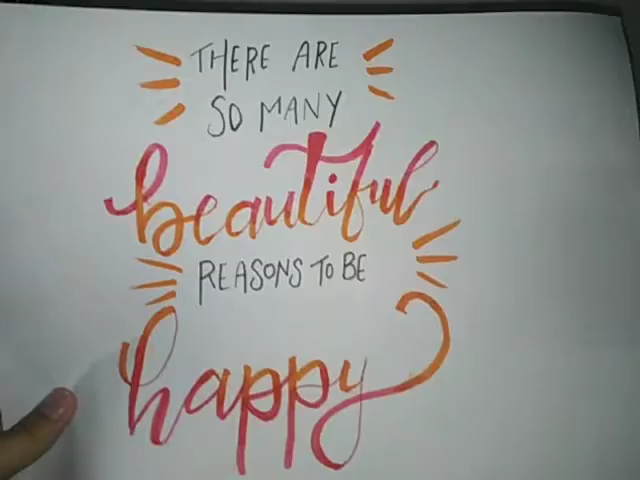 THERE ARE
SO MANY
beautiful
REASONS TO BE
happy